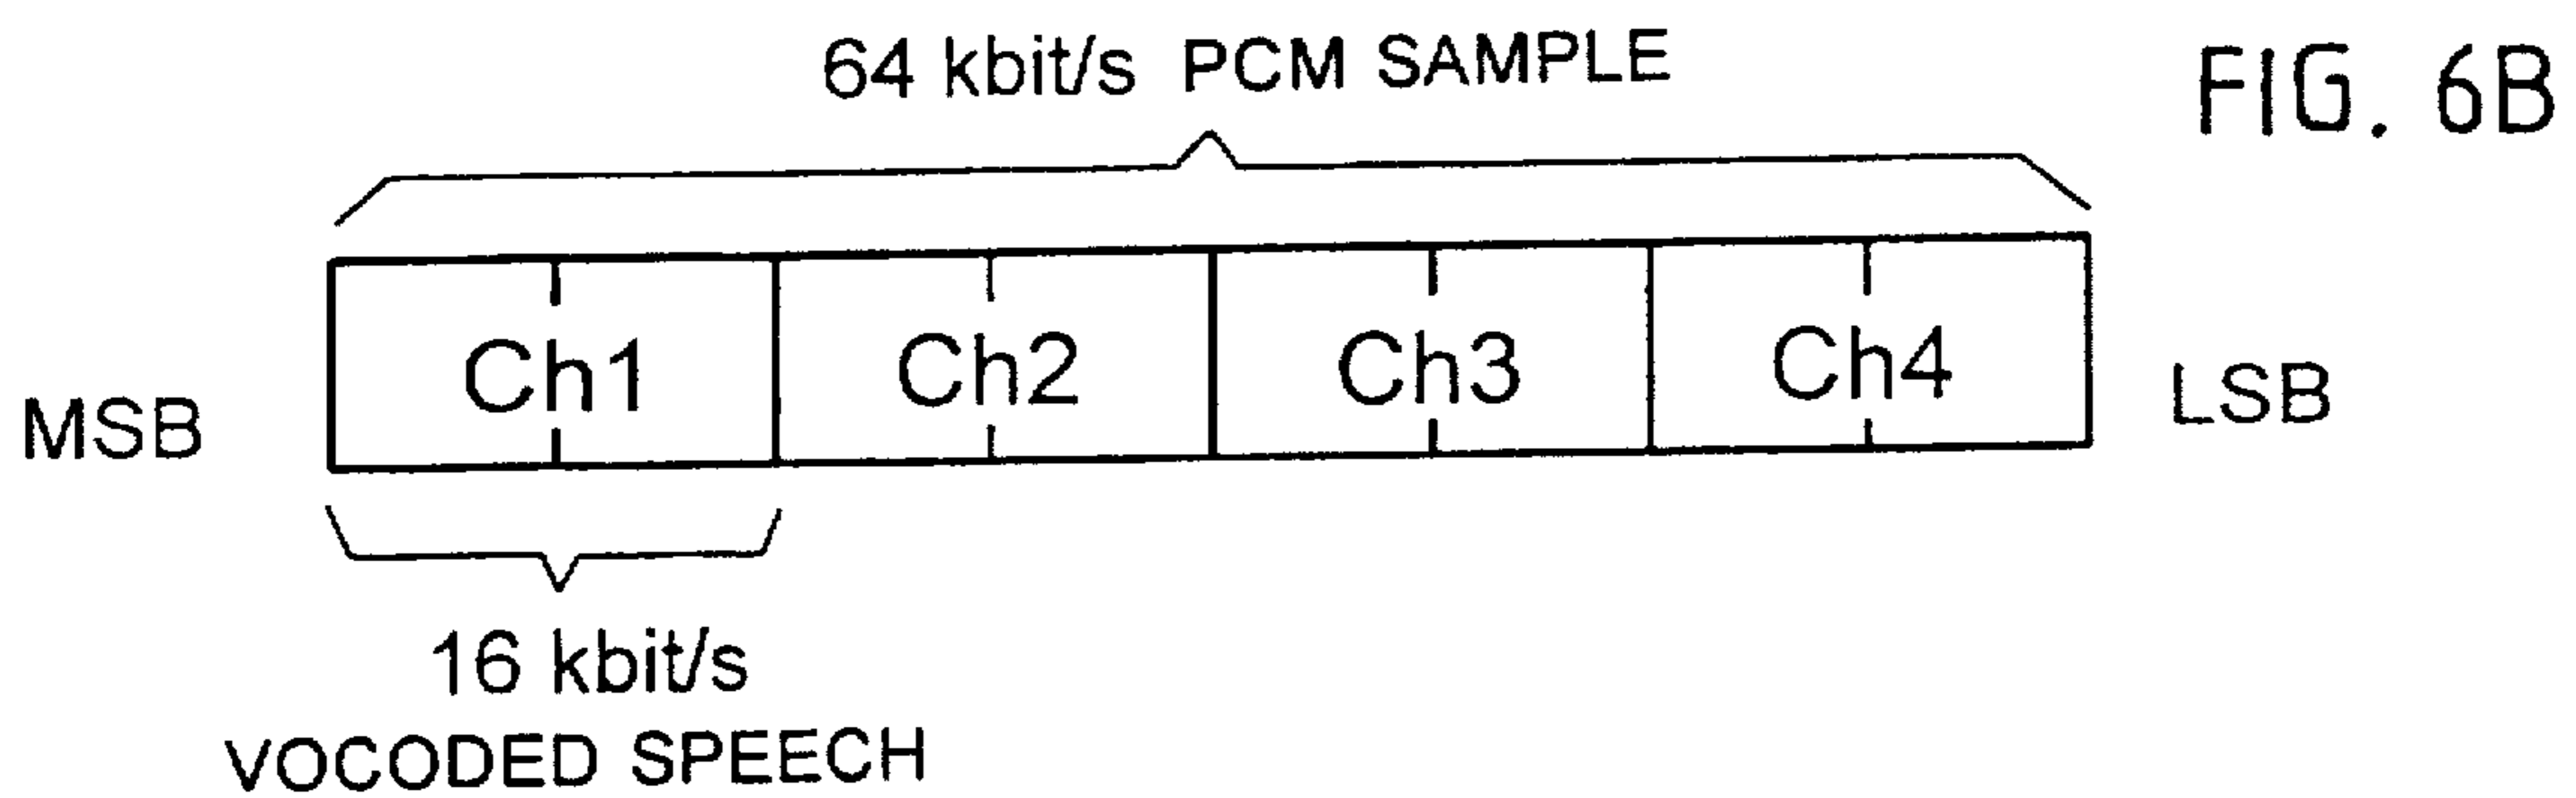 64 kbit/s PCM SAMPLE
FIG. 6B
MSB
Ch1
Ch2
Ch3
Ch4
LSB
16 kbit/s
VOCODED SPEECH